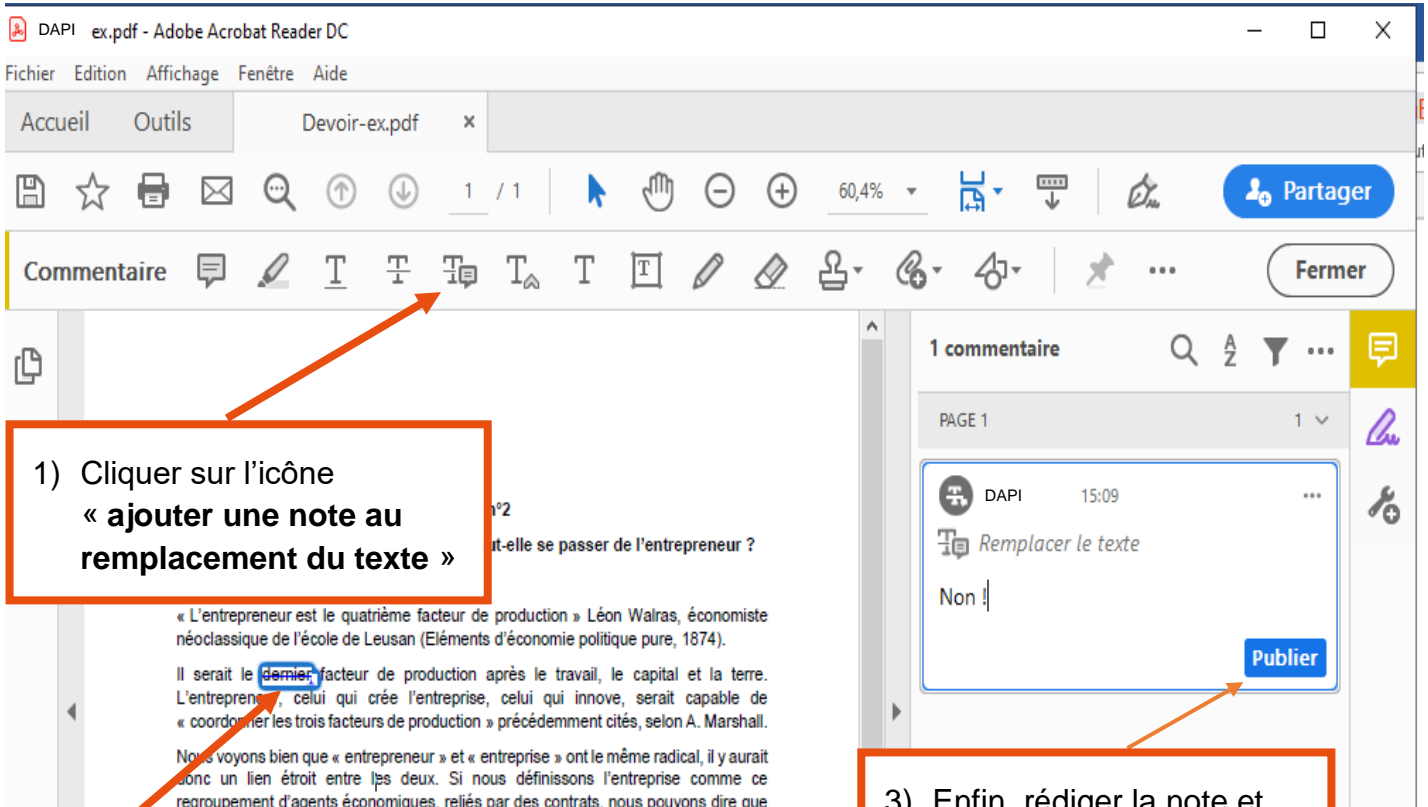 DAPI ex.pdf - Adobe Acrobat Reader DC
Fichier Edition Affichage Fenêtre Aide
Accueil Outils Devoir-ex.pdf ×
1 / 1 60,4% Partager
Commentaire Fermer
1 commentaire
PAGE 1 1
1) Cliquer sur l’icône
« ajouter une note au
remplacement du texte »
n°2
ut-elle se passer de l’entrepreneur ?
DAPI 15:09
Remplacer le texte
Non !
Publier
« L’entrepreneur est le quatrième facteur de production » Léon Walras, économiste
néoclassique de l’école de Leusan (Eléments d’économie politique pure, 1874).
Il serait le dernier facteur de production après le travail, le capital et la terre.
L’entrepreneur, celui qui crée l’entreprise, celui qui innove, serait capable de
« coordonner les trois facteurs de production » précédemment cités, selon A. Marshall.
Nous voyons bien que « entrepreneur » et « entreprise » ont le même radical, il y aurait
donc un lien étroit entre les deux. Si nous définissons l’entreprise comme ce
regroupement d’agents économiques, reliés par des contrats, nous pouvons dire que
3) Enfin, rédiger la note et